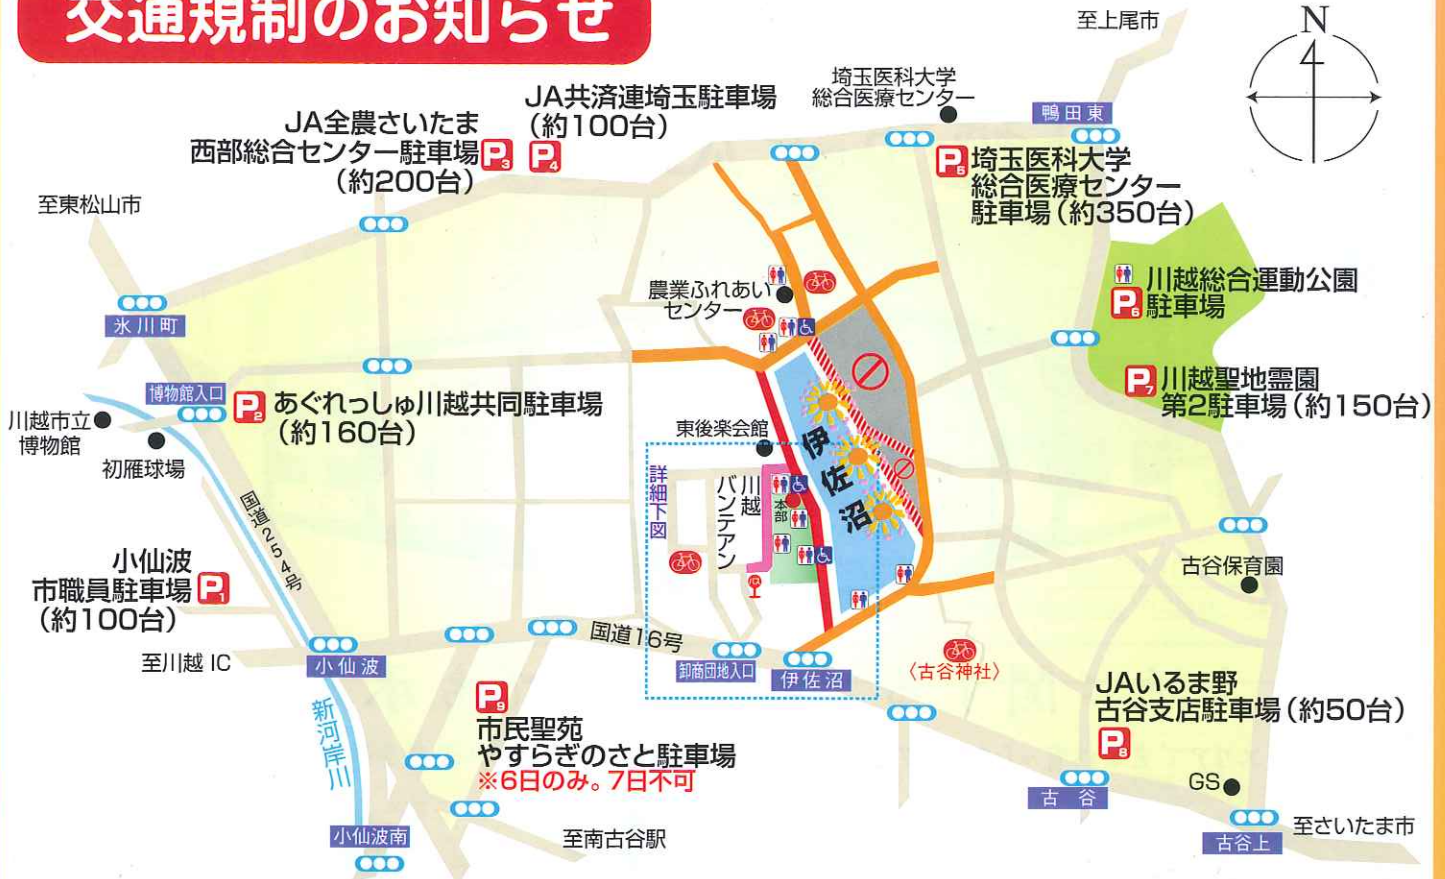 交通規制のお知らせ
至上尾市
N
埼玉医科大学
総合医療センター
鴨田東
JA共済連埼玉駐車場
(約100台)
P4
JA全農さいたま
西部総合センター駐車場
(約200台)
P3
P6
埼玉医科大学
総合医療センター
駐車場(約350台)
至東松山市
氷川町
農業ふれあい
センター
川越総合運動公園
駐車場
P6
P7
川越聖地霊園
第2駐車場(約150台)
博物館入口
P2
あぐれっしゅ川越共同駐車場
(約160台)
川越市立
博物館
初雁球場
東後楽会館
伊佐沼
詳細下図
川越
バンテアン
本部
国道254号
小仙波
市職員駐車場
(約100台)
P1
古谷保育園
至川越 IC
小仙波
国道16号
卸商団地入口
伊佐沼
〈古谷神社〉
新河岸川
P9
市民聖苑
やすらぎのさと駐車場
※6日のみ。7日不可
JAいるま野
古谷支店駐車場(約50台)
P8
古谷
GS
小仙波南
至南古谷駅
古谷上
至さいたま市